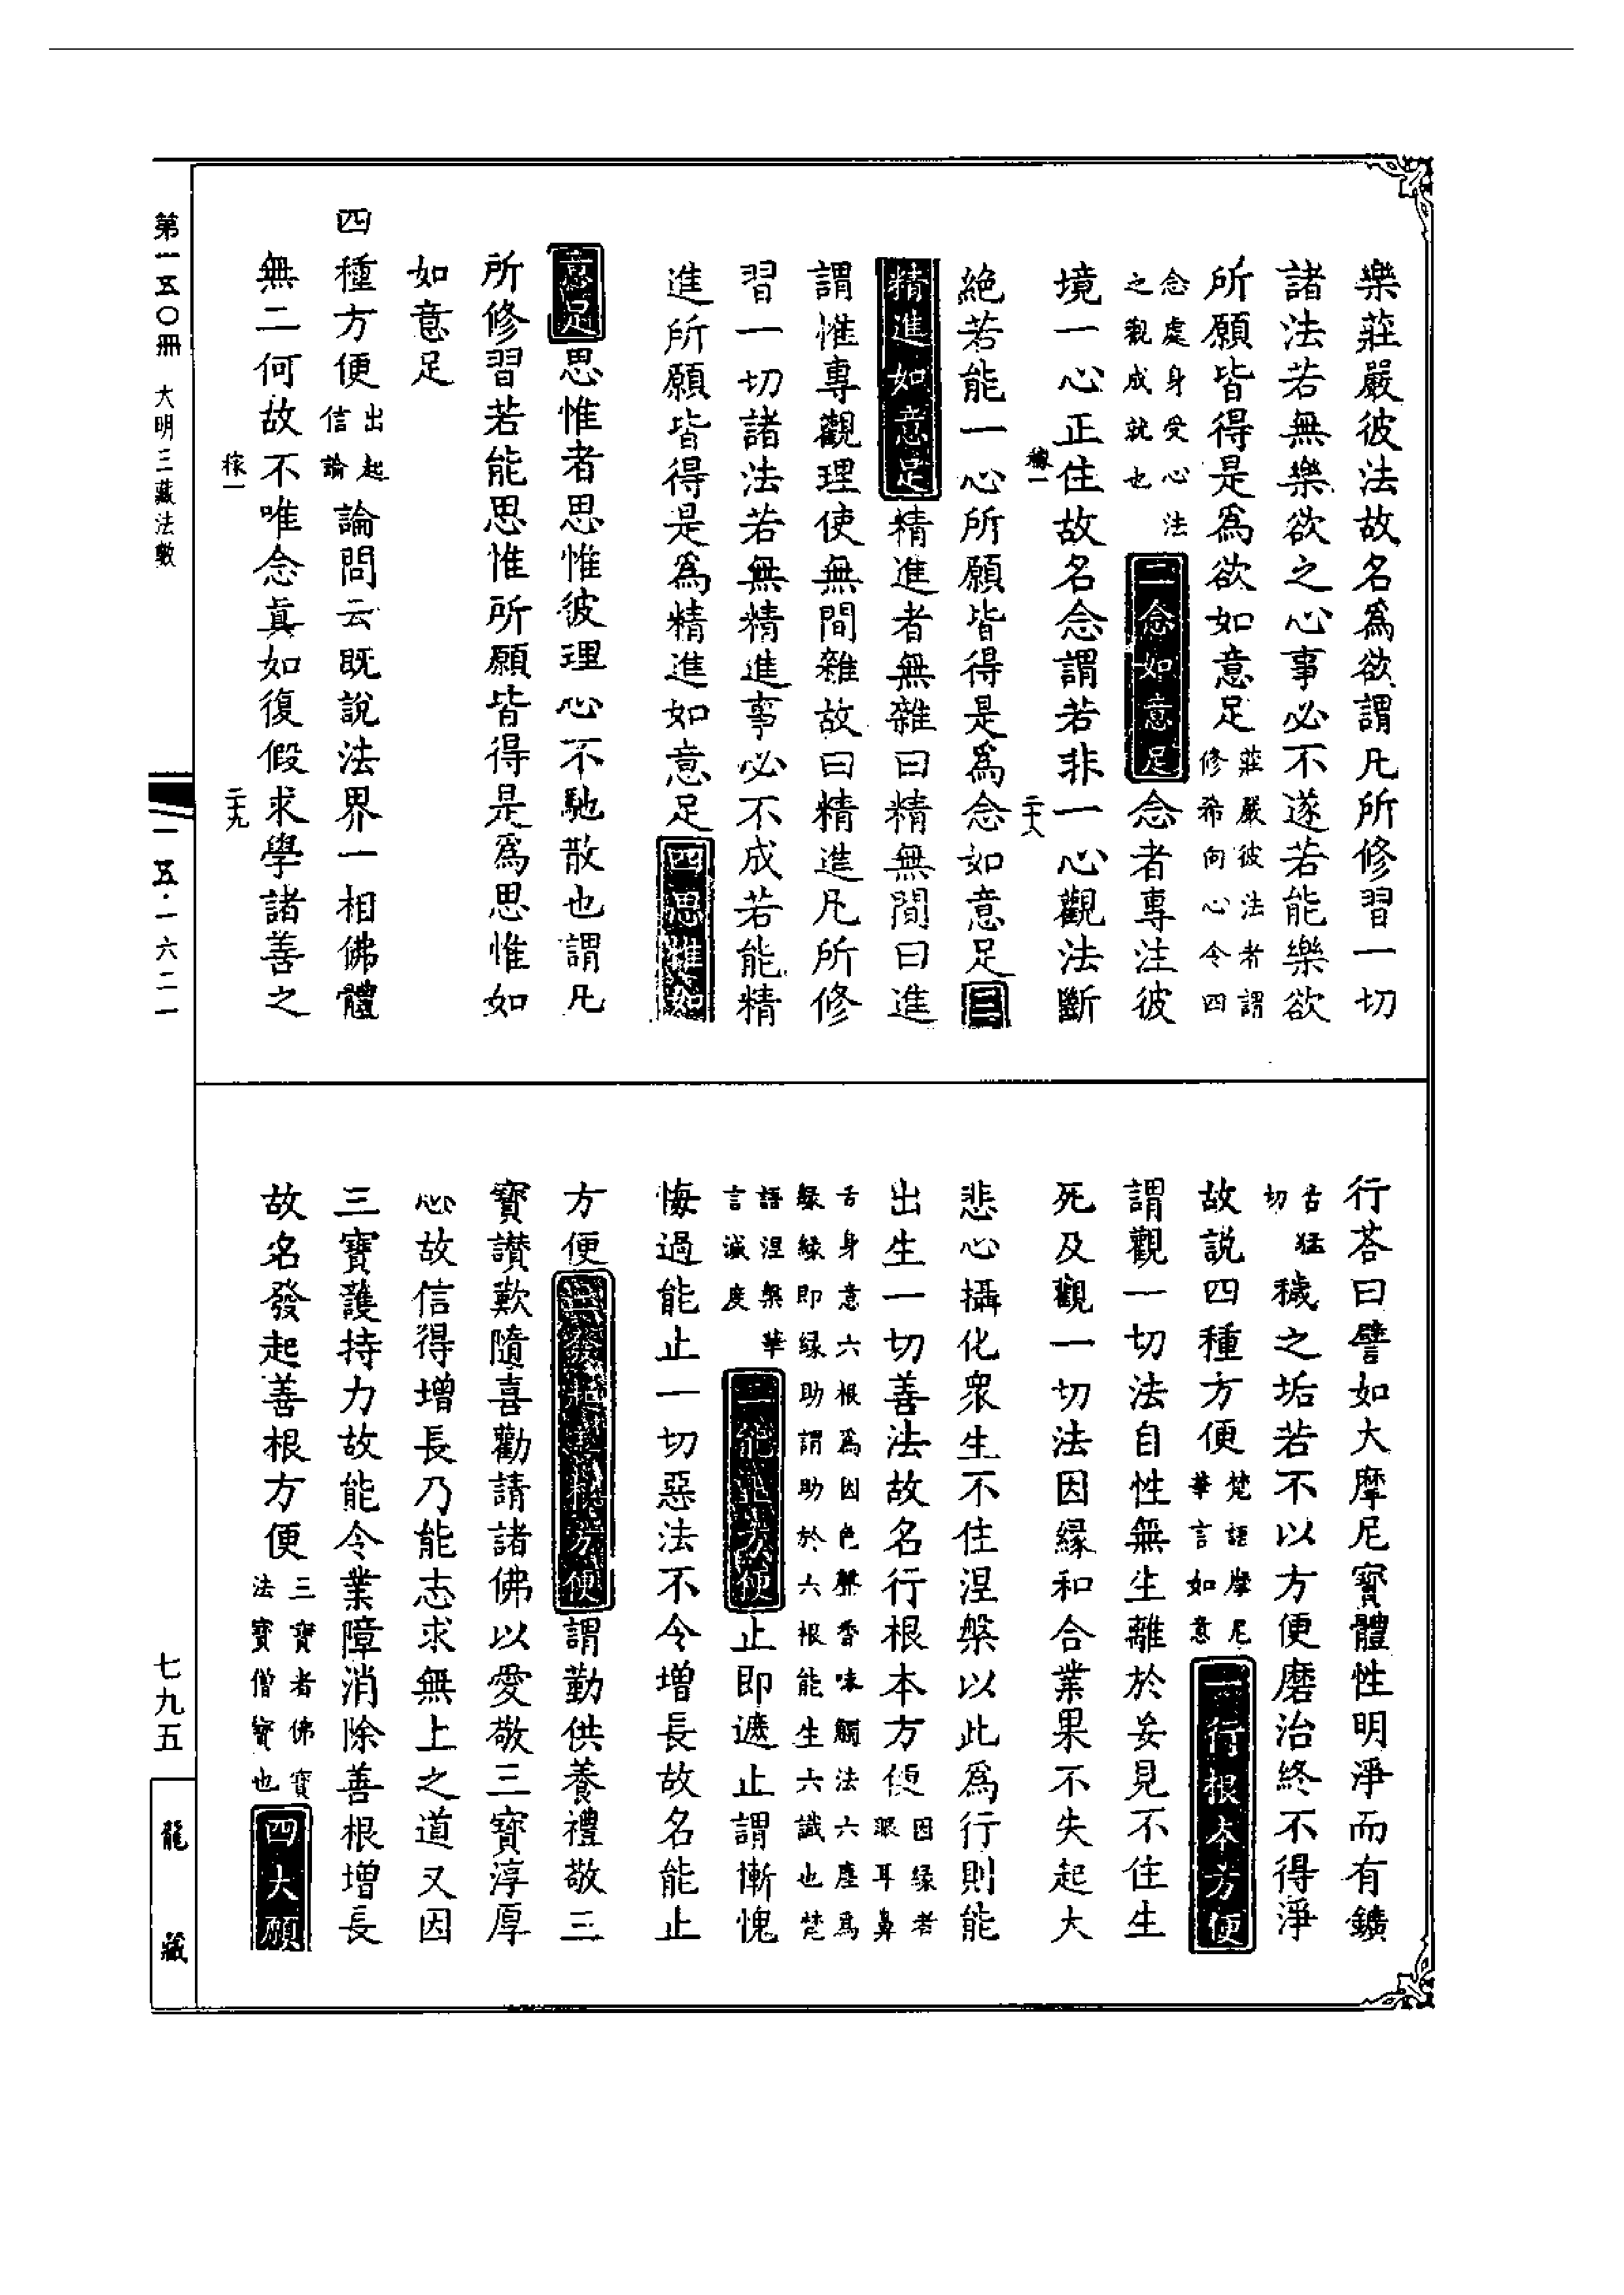 樂莊嚴彼法故名為欲謂凡所修習一切
諸法若無樂欲之心事必不遂若能樂欲
所願皆得是為欲如意足莊嚴彼法者謂
修希向心令四
念處身受心法
之觀成就也二念如意足念者專注彼
境一心正住故名念謂若非一心觀法斷
絶若能一心所願皆得是為念如意足三
精進如意足精進者無雜曰精無間曰進
謂惟專觀理使無間雜故曰精進凡所修
習一切諸法若無精進事必不成若能精
進所願皆得是為精進如意足四思惟如
意足思惟者思惟彼理心不馳散也謂凡
所修習若能思惟所願皆得是為思惟如
如意足
四種方便出起
信論論問云既說法界一相佛體
無二何故不唯念真如復假求學諸善之
稼一
二十八
稼一
二十九
行荅曰譬如大摩尼寶體性明淨而有鑛
古猛
切穢之垢若不以方便磨治終不得淨
故說四種方便梵語摩尼
華言如意一行根本方便
謂觀一切法自性無生離於妄見不住生
死及觀一切法因緣和合業果不失起大
悲心攝化衆生不住涅槃以此為行則能
出生一切善法故名行根本方便因緣者
眼耳鼻
舌身意六根為因色聲香味觸法六塵為
緣緣即緣助謂助於六根能生六識也梵
語涅槃華
言滅度二能止方便止即遮止謂慚愧
悔過能止一切惡法不令增長故名能止
方便三發起善根方便謂勤供養禮敬三
寶讚歎隨喜勸請諸佛以愛敬三寶淳厚
心故信得增長乃能志求無上之道又因
三寶護持力故能令業障消除善根增長
故名發起善根方便三寶者佛寶
法寶僧寶也四大願
第一五〇冊 大明三藏法數
一一五·一六二一
七九五
龍藏